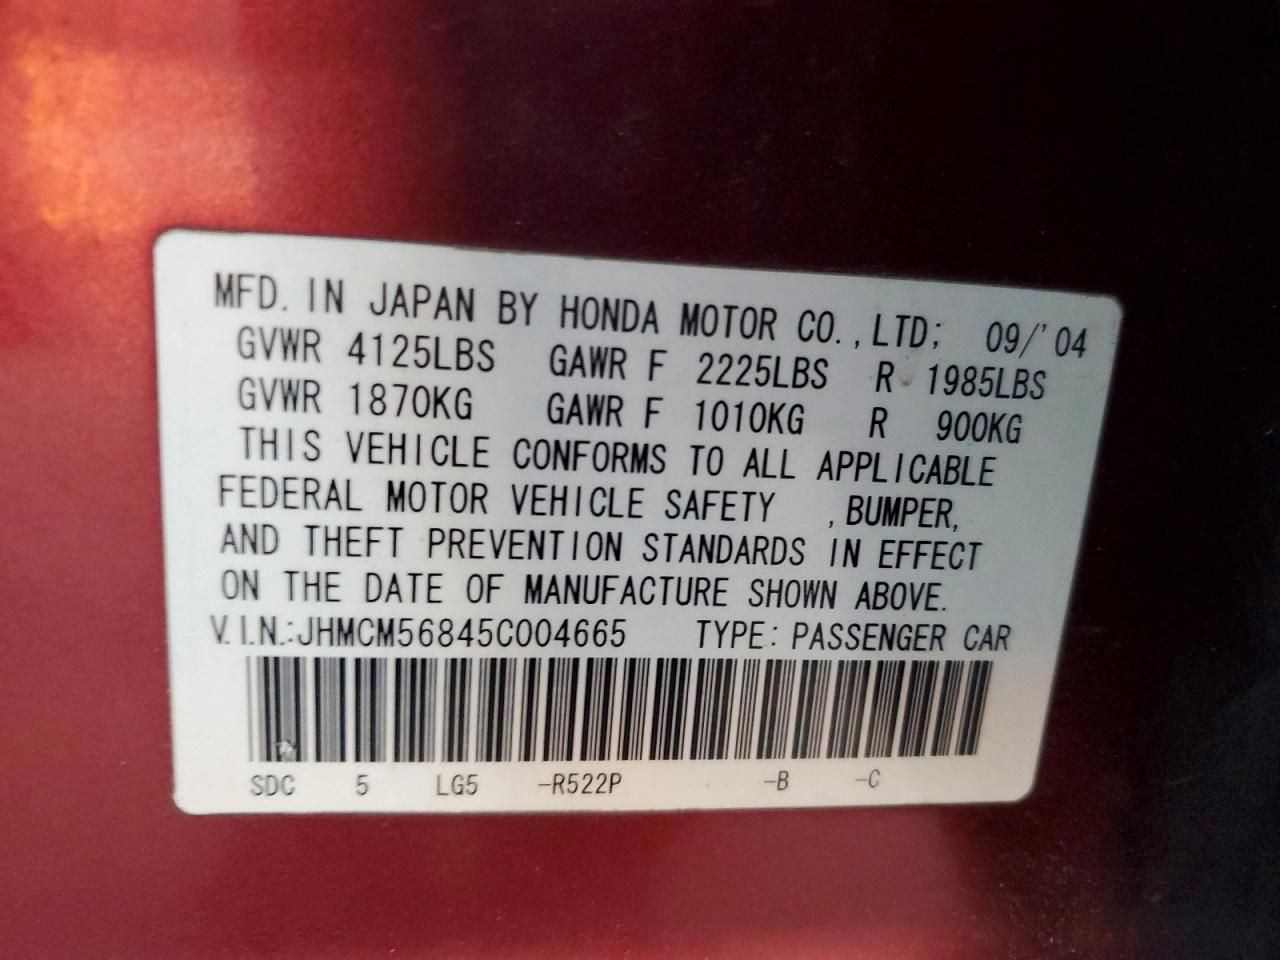 MFD. IN JAPAN BY HONDA MOTOR CO.,LTD; 09/'04
GVWR 4125LBS GAWR F 2225LBS R 1985LBS
GVWR 1870KG GAWR F 1010KG R 900KG
THIS VEHICLE CONFORMS TO ALL APPLICABLE
FEDERAL MOTOR VEHICLE SAFETY , BUMPER,
AND THEFT PREVENTION STANDARDS IN EFFECT
ON THE DATE OF MANUFACTURE SHOWN ABOVE.
V.I.N.:JHMCM56845C004665 TYPE: PASSENGER CAR
SDC 5 LG5 -R522P -B -C